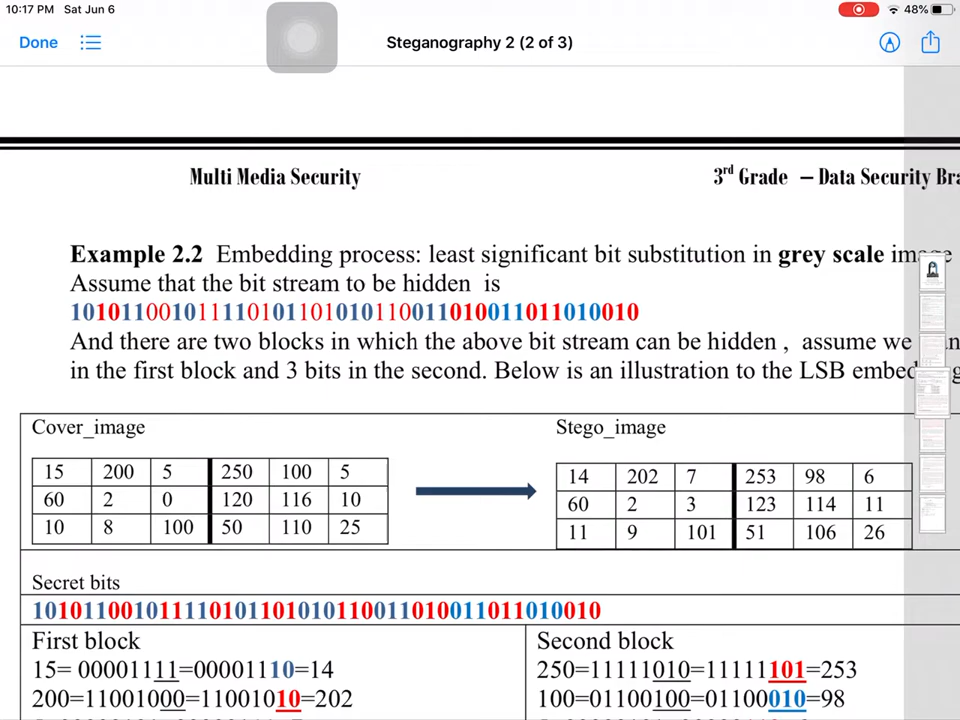 10:17 PM Sat Jun 6
48%
Done
Steganography 2 (2 of 3)
Multi Media Security
3rd Grade – Data Security Bra
Example 2.2 Embedding process: least significant bit substitution in grey scale
Assume that the bit stream to be hidden is
101011001011110101101010110011010011011010010
And there are two blocks in which the above bit stream can be hidden , assume we
in the first block and 3 bits in the second. Below is an illustration to the LSB embed
Cover_image
Stego_image
15 200 5 250 100 5
60 2 0 120 116 10
10 8 100 50 110 25
14 202 7 253 98 6
60 2 3 123 114 11
11 9 101 51 106 26
Secret bits
101011001011110101101010110011010011011010010
First block
15= 00001111=00001110=14
200=11001000=11001010=202
Second block
250=11111010=11111101=253
100=01100100=01100010=98